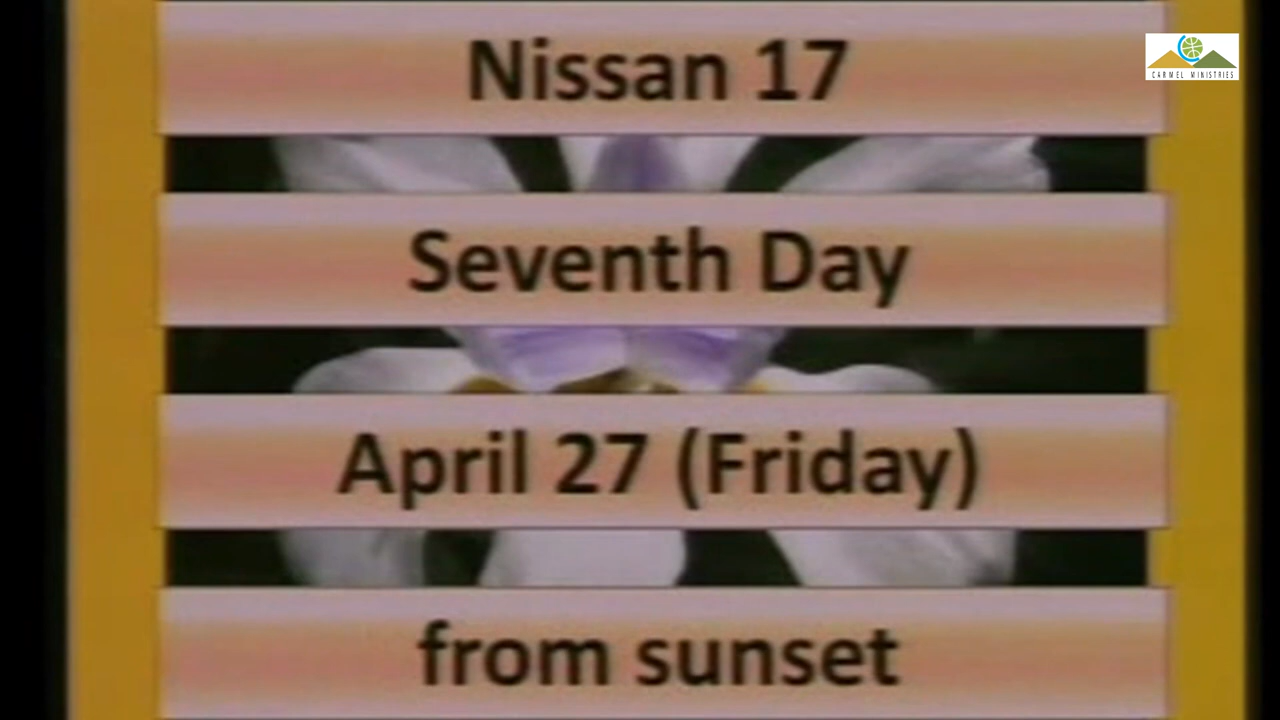 Nissan 17
CARMEL MINISTRIES
Seventh Day
April 27 (Friday)
from sunset